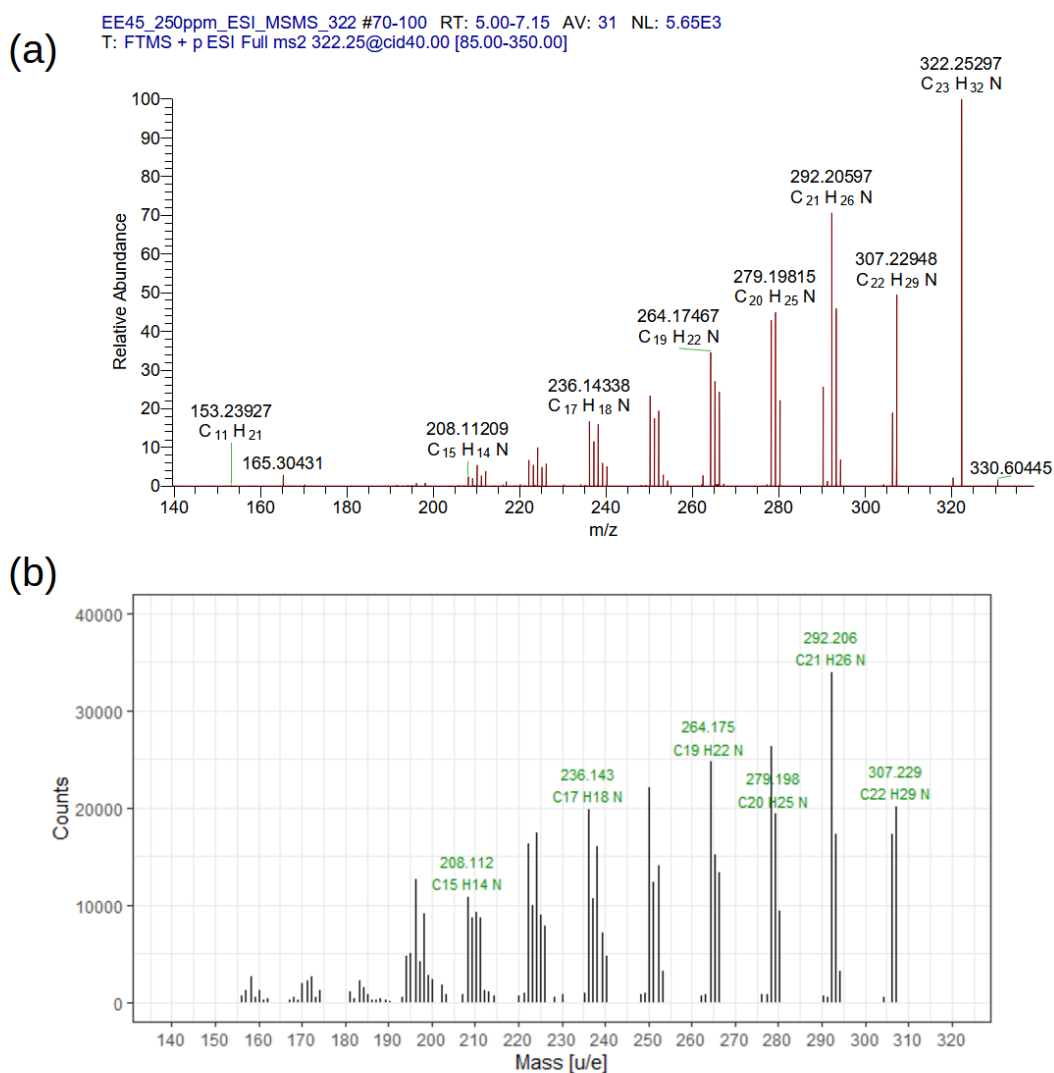 (a)
EE45_250ppm_ESI_MSMS_322 #70-100 RT: 5.00-7.15 AV: 31 NL: 5.65E3
T: FTMS + p ESI Full ms2 322.25@cid40.00 [85.00-350.00]
322.25297
C23 H32 N
292.20597
C21 H26 N
307.22948
C22 H29 N
279.19815
C20 H25 N
264.17467
C19 H22 N
236.14338
C17 H18 N
208.11209
C15 H14 N
153.23927
C11 H21
165.30431
330.60445
Relative Abundance
100
90
80
70
60
50
40
30
20
10
0
140 160 180 200 220 240 260 280 300 320
m/z
(b)
292.206
C21 H26 N
264.175
C19 H22 N
236.143
C17 H18 N
279.198
C20 H25 N
307.229
C22 H29 N
208.112
C15 H14 N
Counts
40000
30000
20000
10000
0
140 150 160 170 180 190 200 210 220 230 240 250 260 270 280 290 300 310 320
Mass [u/e]